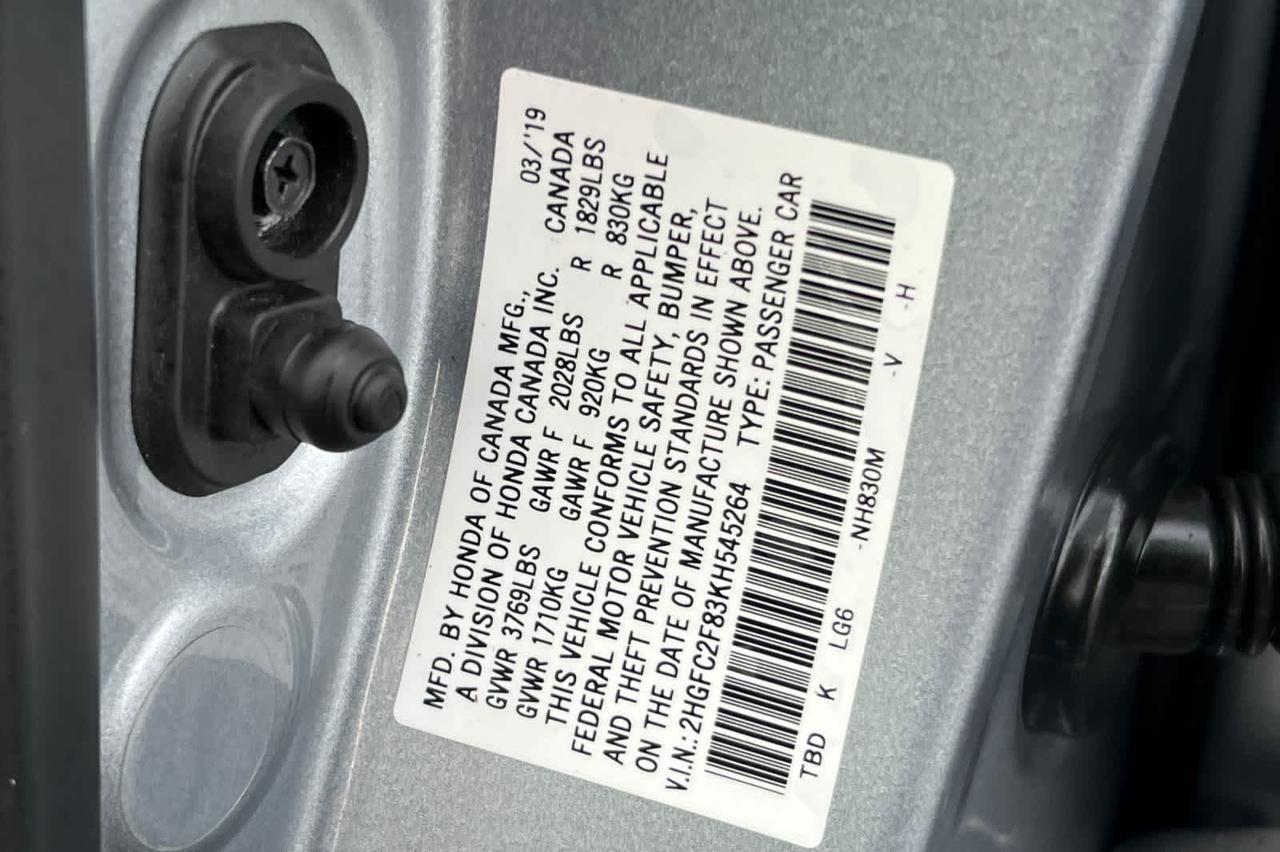 MFD. BY HONDA OF CANADA MFG., 03/'19
A DIVISION OF HONDA CANADA INC. CANADA
GVWR 3769LBS GAWR F 2028LBS R 1829LBS
GVWR 1710KG GAWR F 920KG R 830KG
THIS VEHICLE CONFORMS TO ALL APPLICABLE
FEDERAL MOTOR VEHICLE SAFETY, BUMPER,
AND THEFT PREVENTION STANDARDS IN EFFECT
ON THE DATE OF MANUFACTURE SHOWN ABOVE.
V.I.N.:2HGFC2F83KH545264 TYPE: PASSENGER CAR
TBD K LG6 -NH830M -V -H